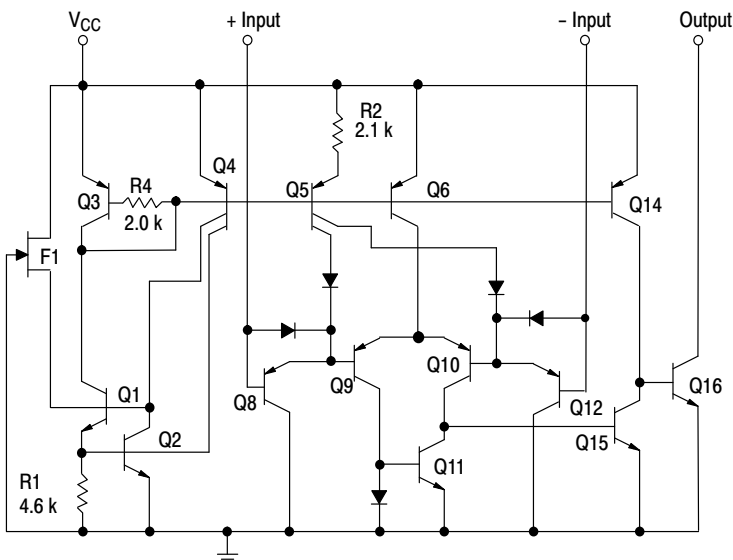 VCC
+ Input
– Input
Output
R2
2.1 k
Q4
Q3
R4
2.0 k
Q5
Q6
Q14
F1
Q1
Q2
Q8
Q9
Q10
Q12
Q16
Q15
Q11
R1
4.6 k